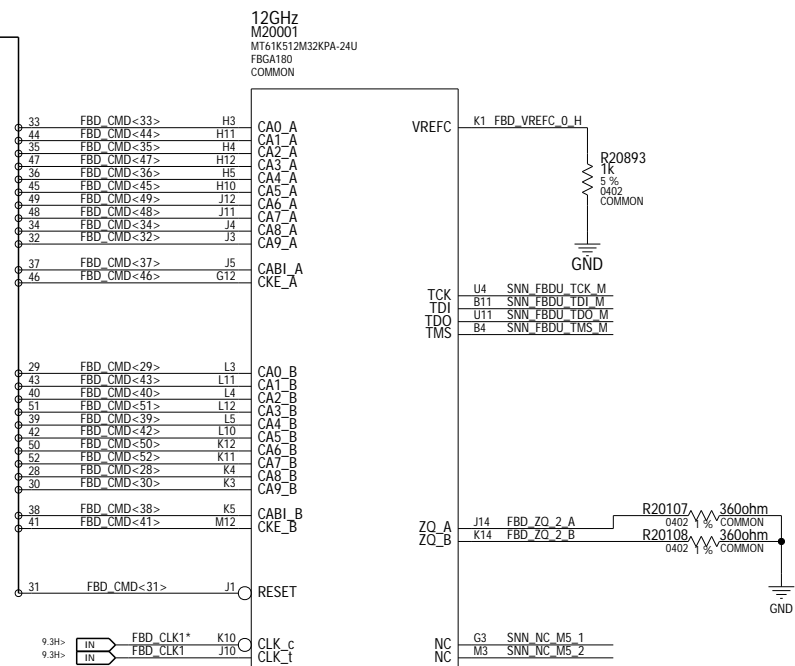 12GHz
M20001
MT61K512M32KPA-24U
FBGA180
COMMON
33 FBD_CMD<33> H3 CA0_A
44 FBD_CMD<44> H11 CA1_A
35 FBD_CMD<35> H4 CA2_A
47 FBD_CMD<47> H12 CA3_A
36 FBD_CMD<36> H5 CA4_A
45 FBD_CMD<45> H10 CA5_A
49 FBD_CMD<49> J12 CA6_A
48 FBD_CMD<48> J11 CA7_A
34 FBD_CMD<34> J4 CA8_A
32 FBD_CMD<32> J3 CA9_A
37 FBD_CMD<37> J5 CABI_A
46 FBD_CMD<46> G12 CKE_A
VREFC K1 FBD_VREFC_0_H
R20893
1k
5 %
0402
COMMON
GND
TCK U4 SNN_FBDU_TCK_M
TDI B11 SNN_FBDU_TDI_M
TDO U11 SNN_FBDU_TDO_M
TMS B4 SNN_FBDU_TMS_M
29 FBD_CMD<29> L3 CA0_B
43 FBD_CMD<43> L11 CA1_B
40 FBD_CMD<40> L4 CA2_B
51 FBD_CMD<51> L12 CA3_B
39 FBD_CMD<39> L5 CA4_B
42 FBD_CMD<42> L10 CA5_B
50 FBD_CMD<50> K12 CA6_B
52 FBD_CMD<52> K11 CA7_B
28 FBD_CMD<28> K4 CA8_B
30 FBD_CMD<30> K3 CA9_B
38 FBD_CMD<38> K5 CABI_B
41 FBD_CMD<41> M12 CKE_B
ZQ_A J14 FBD_ZQ_2_A R20107 360ohm
0402 1 % COMMON
ZQ_B K14 FBD_ZQ_2_B R20108 360ohm
0402 1 % COMMON
GND
31 FBD_CMD<31> J1 RESET
9.3H> IN FBD_CLK1* K10 CLK_c
9.3H> IN FBD_CLK1 J10 CLK_t
NC G3 SNN_NC_M5_1
NC M3 SNN_NC_M5_2